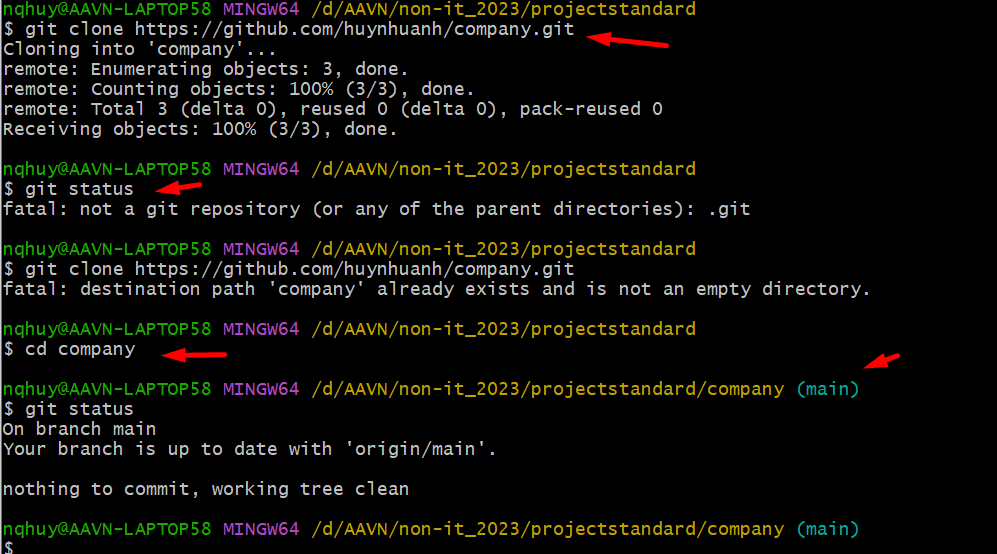 nqhuy@AAVN-LAPTOP58 MINGW64 /d/AAVN/non-it_2023/projectstandard
$ git clone https://github.com/huynhuanh/company.git
Cloning into 'company'...
remote: Enumerating objects: 3, done.
remote: Counting objects: 100% (3/3), done.
remote: Total 3 (delta 0), reused 0 (delta 0), pack-reused 0
Receiving objects: 100% (3/3), done.
nqhuy@AAVN-LAPTOP58 MINGW64 /d/AAVN/non-it_2023/projectstandard
$ git status
fatal: not a git repository (or any of the parent directories): .git
nqhuy@AAVN-LAPTOP58 MINGW64 /d/AAVN/non-it_2023/projectstandard
$ git clone https://github.com/huynhuanh/company.git
fatal: destination path 'company' already exists and is not an empty directory.
nqhuy@AAVN-LAPTOP58 MINGW64 /d/AAVN/non-it_2023/projectstandard
$ cd company
nqhuy@AAVN-LAPTOP58 MINGW64 /d/AAVN/non-it_2023/projectstandard/company (main)
$ git status
On branch main
Your branch is up to date with 'origin/main'.
nothing to commit, working tree clean
nqhuy@AAVN-LAPTOP58 MINGW64 /d/AAVN/non-it_2023/projectstandard/company (main)
$